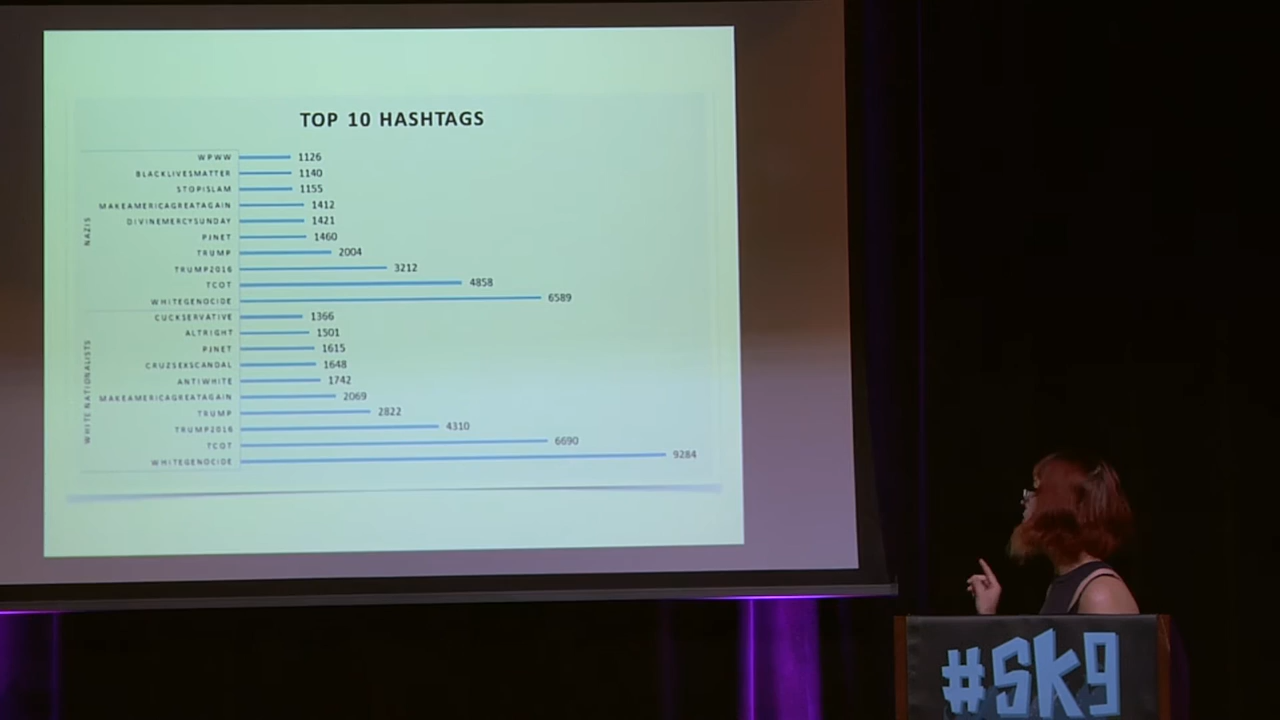 TOP 10 HASHTAGS
NAZIS
WPWW 1126
BLACKLIVESMATTER 1140
STOPISLAM 1155
MAKEAMERICAGREATAGAIN 1412
DIVINEMERCYSUNDAY 1421
PJNET 1460
TRUMP 2004
TRUMP2016 3212
TCOT 4858
WHITEGENOCIDE 6589
WHITE NATIONALISTS
CUCKSERVATIVE 1366
ALTRIGHT 1501
PJNET 1615
CRUZSEXSCANDAL 1648
ANTIWHITE 1742
MAKEAMERICAGREATAGAIN 2069
TRUMP 2822
TRUMP2016 4310
TCOT 6690
WHITEGENOCIDE 9284
#SK9